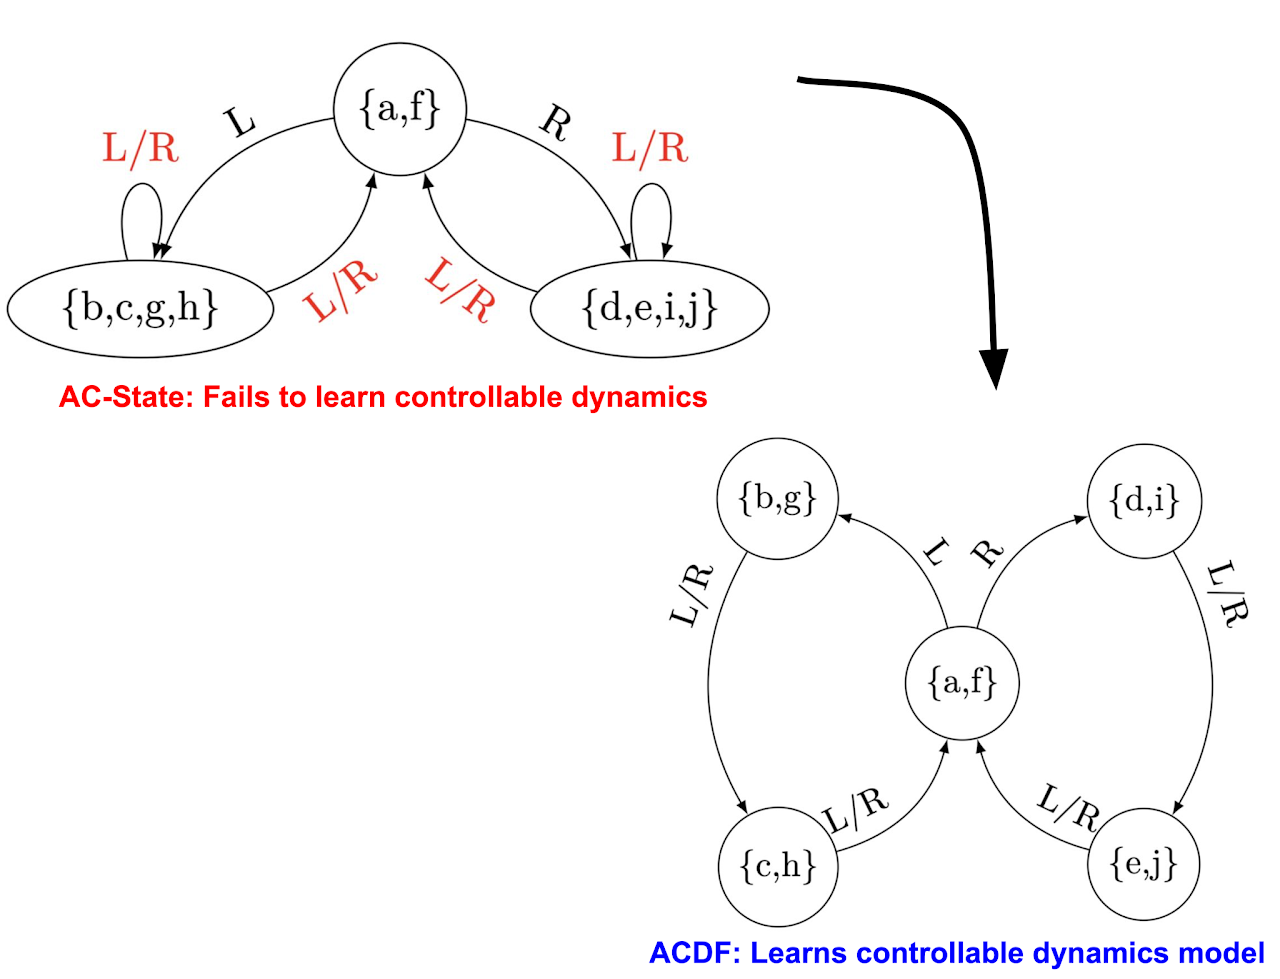 {a,f}
L
R
L/R
L/R
L/R
L/R
{b,c,g,h}
{d,e,i,j}
AC-State: Fails to learn controllable dynamics
{b,g}
{d,i}
L
R
L/R
L/R
{a,f}
L/R
L/R
{c,h}
{e,j}
ACDF: Learns controllable dynamics model